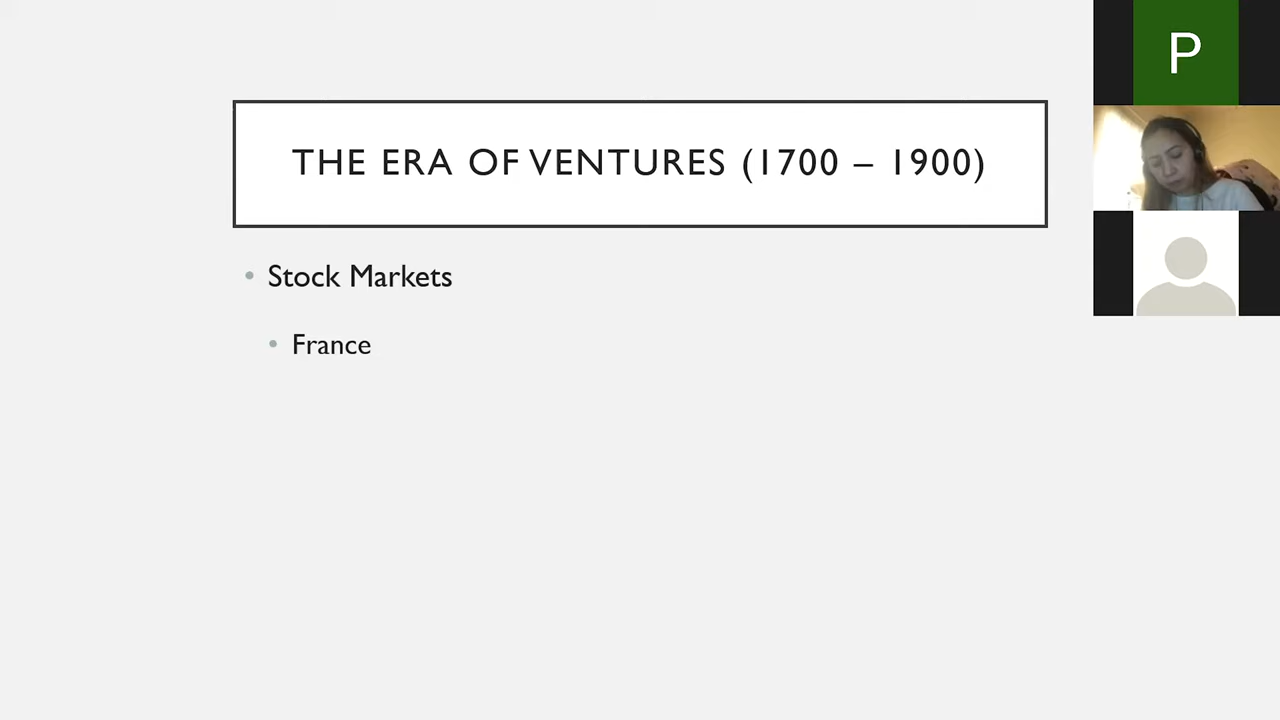 THE ERA OF VENTURES (1700 – 1900)
• Stock Markets
• France
P